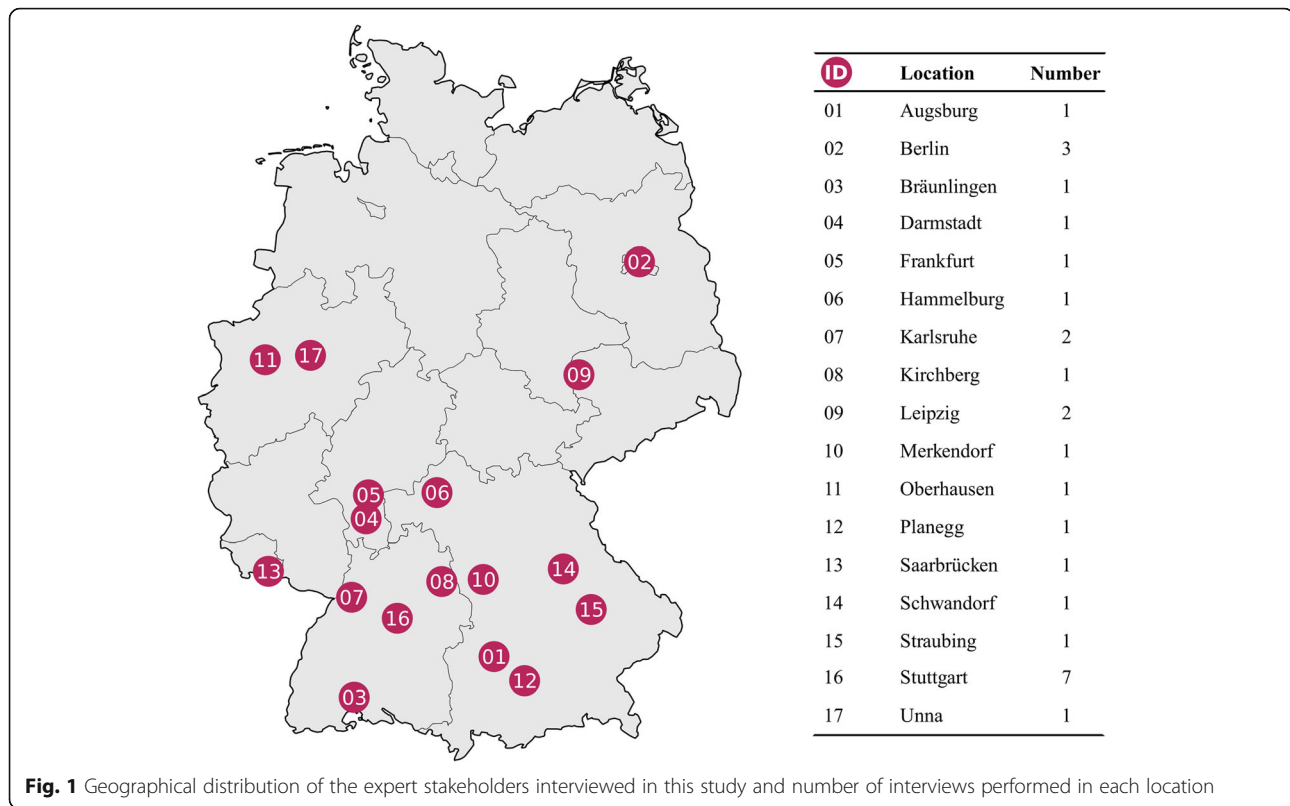 02
11
17
09
05
06
04
13
14
08
10
07
15
16
01
12
03
ID Location Number
01 Augsburg 1
02 Berlin 3
03 Bräunlingen 1
04 Darmstadt 1
05 Frankfurt 1
06 Hammelburg 1
07 Karlsruhe 2
08 Kirchberg 1
09 Leipzig 2
10 Merkendorf 1
11 Oberhausen 1
12 Planegg 1
13 Saarbrücken 1
14 Schwandorf 1
15 Straubing 1
16 Stuttgart 7
17 Unna 1
Fig. 1 Geographical distribution of the expert stakeholders interviewed in this study and number of interviews performed in each location